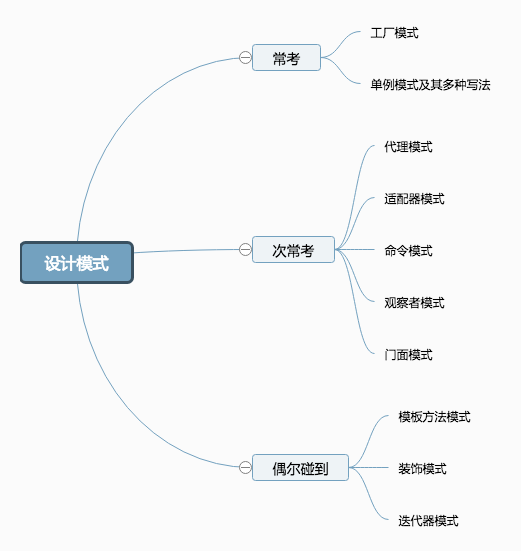 设计模式
常考
工厂模式
单例模式及其多种写法
次常考
代理模式
适配器模式
命令模式
观察者模式
门面模式
偶尔碰到
模板方法模式
装饰模式
迭代器模式